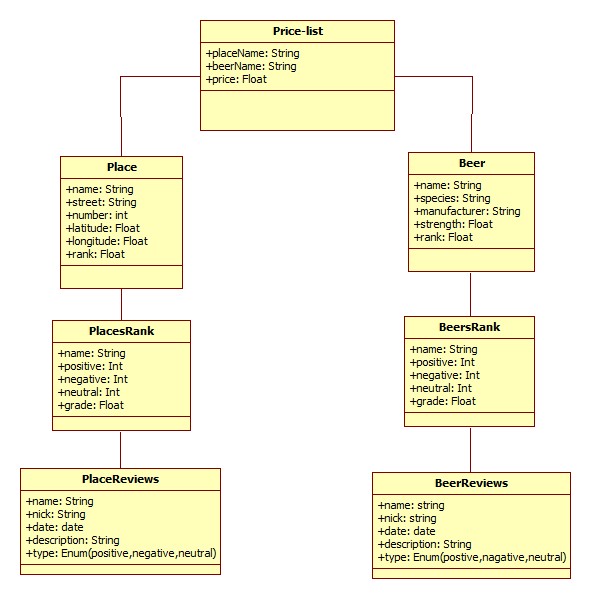 Price-list
+placeName: String
+beerName: String
+price: Float
Place
+name: String
+street: String
+number: int
+latitude: Float
+longitude: Float
+rank: Float
Beer
+name: String
+species: String
+manufacturer: String
+strength: Float
+rank: Float
PlacesRank
+name: String
+positive: Int
+negative: Int
+neutral: Int
+grade: Float
BeersRank
+name: String
+positive: Int
+negative: Int
+neutral: Int
+grade: Float
PlaceReviews
+name: String
+nick: String
+date: date
+description: String
+type: Enum(positive,negative,neutral)
BeerReviews
+name: string
+nick: string
+date: date
+description: String
+type: Enum(postive,nagative,neutral)